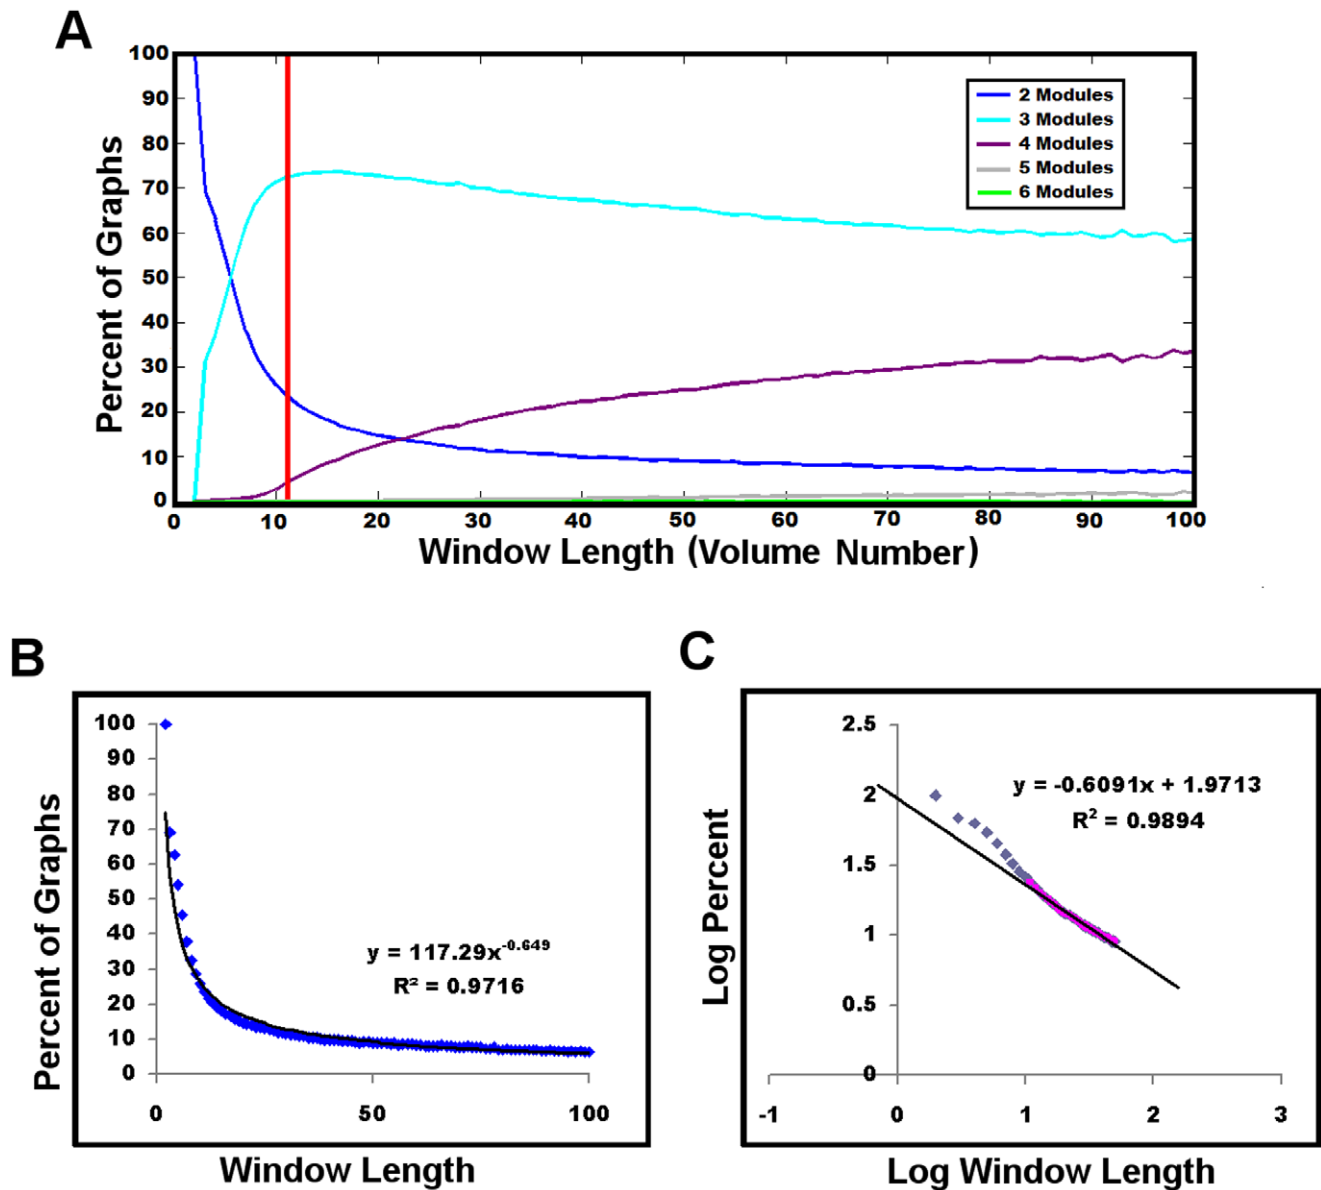 A
100
90
80
70
60
50
40
30
20
10
0
Percent of Graphs
2 Modules
3 Modules
4 Modules
5 Modules
6 Modules
0 10 20 30 40 50 60 70 80 90 100
Window Length (Volume Number)
B
100
90
80
70
60
50
40
30
20
10
0
Percent of Graphs
y = 117.29x^-0.649
R² = 0.9716
0 50 100
Window Length
C
2.5
2
1.5
1
0.5
0
Log Percent
y = -0.6091x + 1.9713
R² = 0.9894
-1 0 1 2 3
Log Window Length